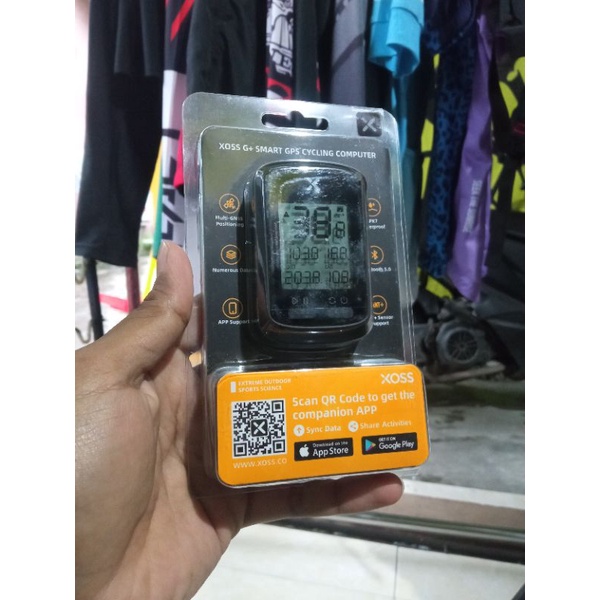 XOSS G+ SMART GPS CYCLING COMPUTER
Multi-GNSS
Positioning
Numerous
APP Support
Support
EXTREME OUTDOOR
SPORTS SCIENCE
XOSS
Scan QR Code to get the
companion APP
Sync Data
Share Activities
Download on the
App Store
GET IT ON
Google Play
WWW.XOSS.CO